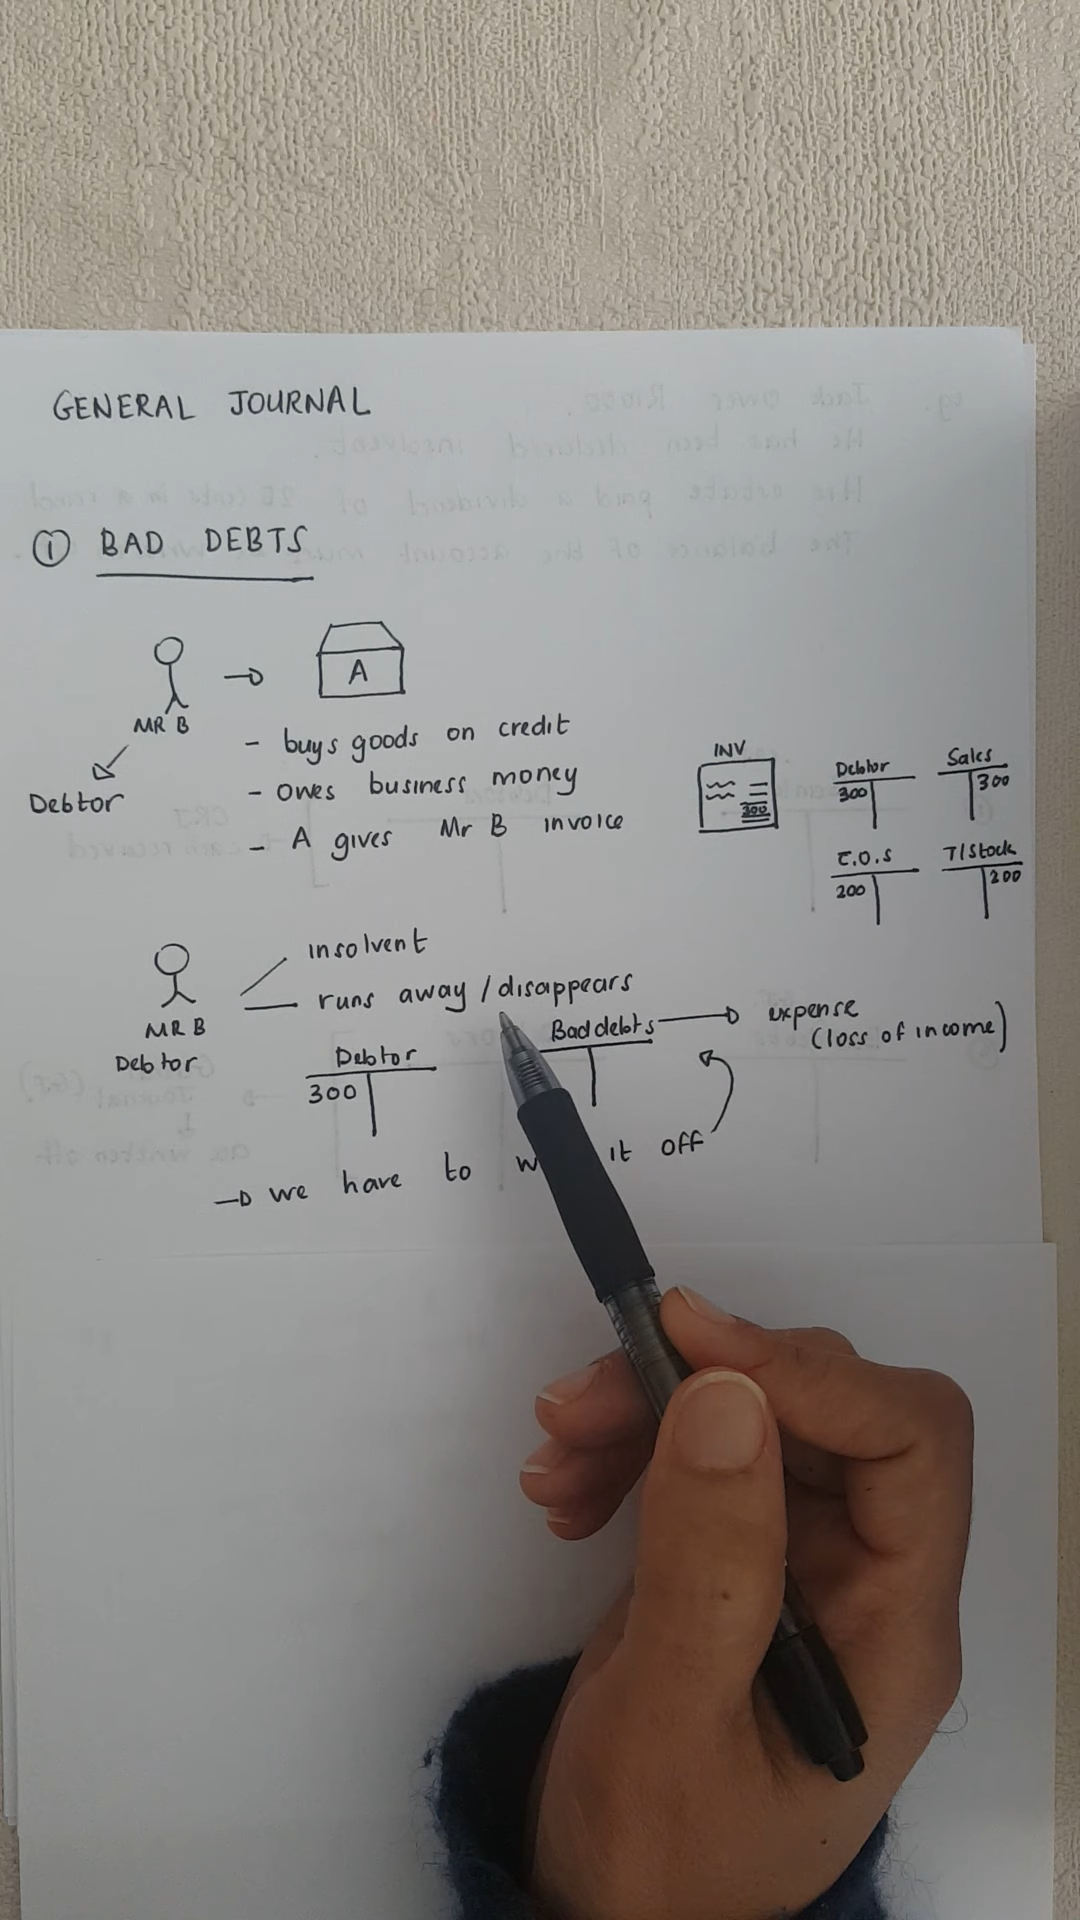 GENERAL JOURNAL
① BAD DEBTS
A
MR B
Debtor
- buys goods on credit
- owes business money
- A gives Mr B invoice
INV
300
Debtor
300
Sales
300
C.O.S
200
T/Stock
200
MR B
Debtor
insolvent
runs away / disappears
Debtor
300
Bad debts
expense
(loss of income)
we have to it off